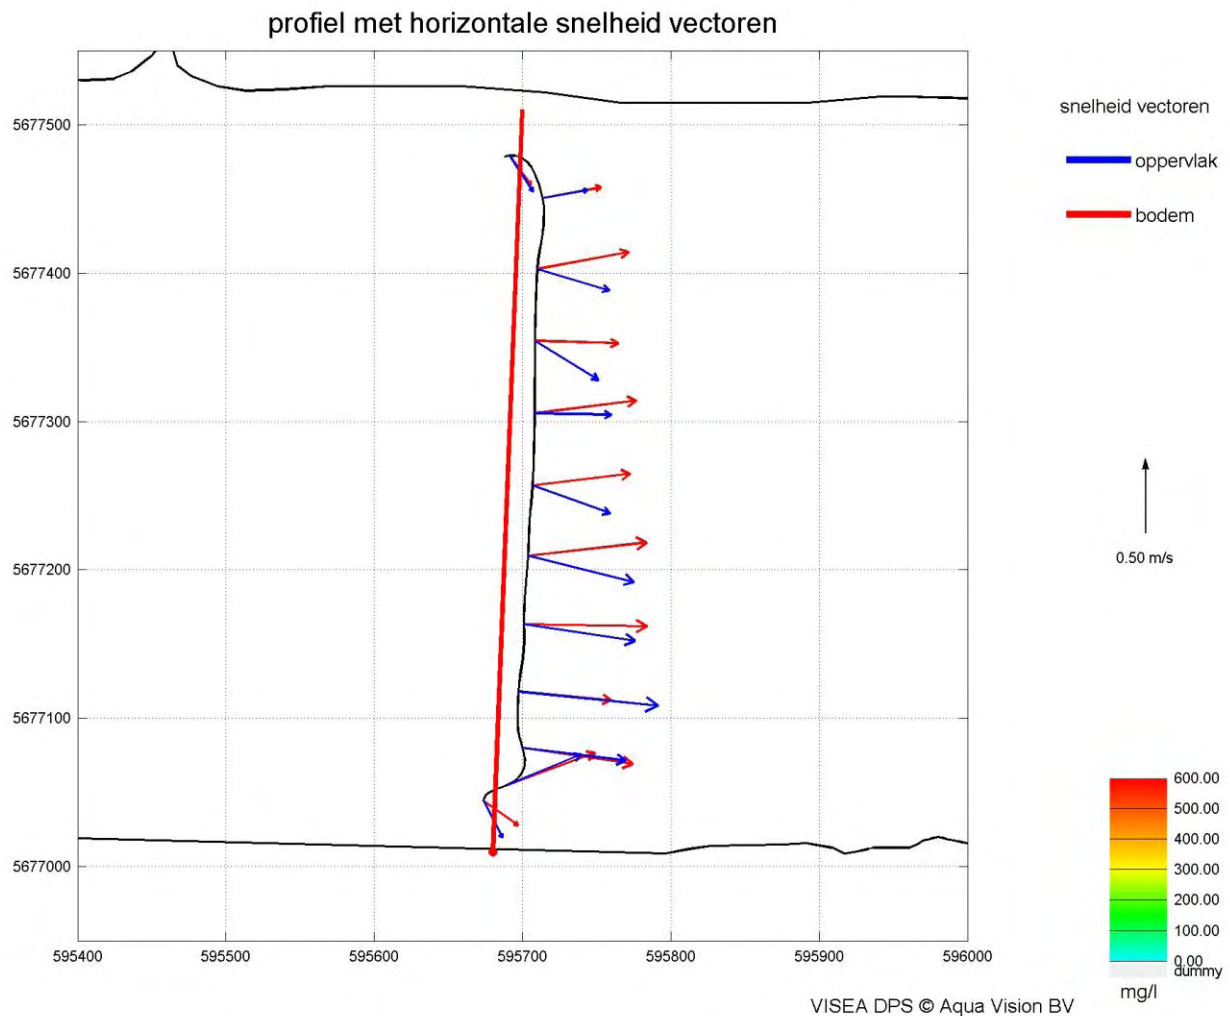 profiel met horizontale snelheid vectoren
snelheid vectoren
oppervlak
bodem
5677500
5677400
5677300
5677200
5677100
5677000
0.50 m/s
600.00
500.00
400.00
300.00
200.00
100.00
0.00
dummy
mg/l
595400 595500 595600 595700 595800 595900 596000
VISEA DPS © Aqua Vision BV